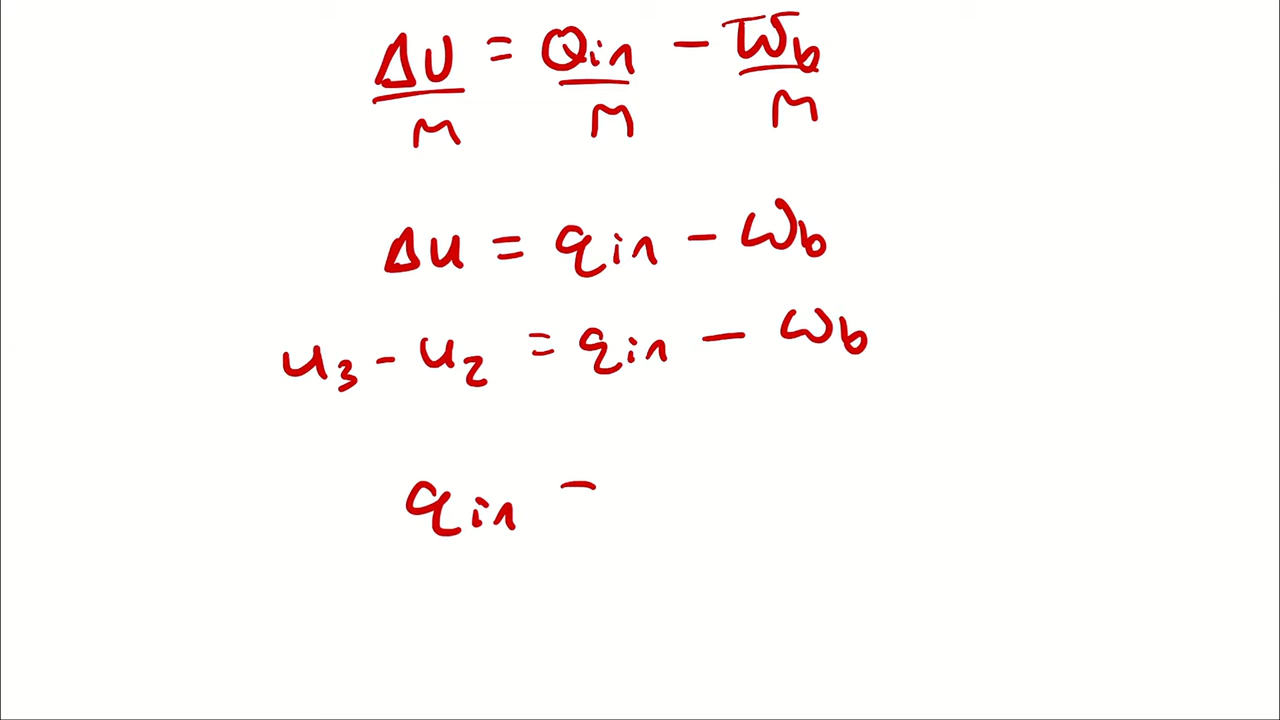 ΔU = Qin - Wb
M M M
Δu = qin - wb
u3 - u2 = qin - wb
qin -